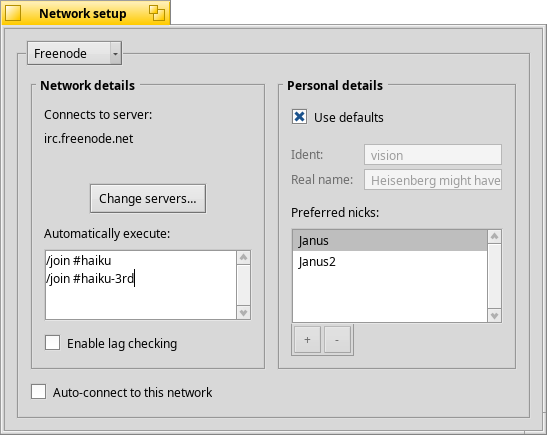 Network setup
Freenode
Network details
Connects to server:
irc.freenode.net
Change servers...
Automatically execute:
/join #haiku
/join #haiku-3rd
Enable lag checking
Personal details
Use defaults
Ident: vision
Real name: Heisenberg might have
Preferred nicks:
Janus
Janus2
+ -
Auto-connect to this network